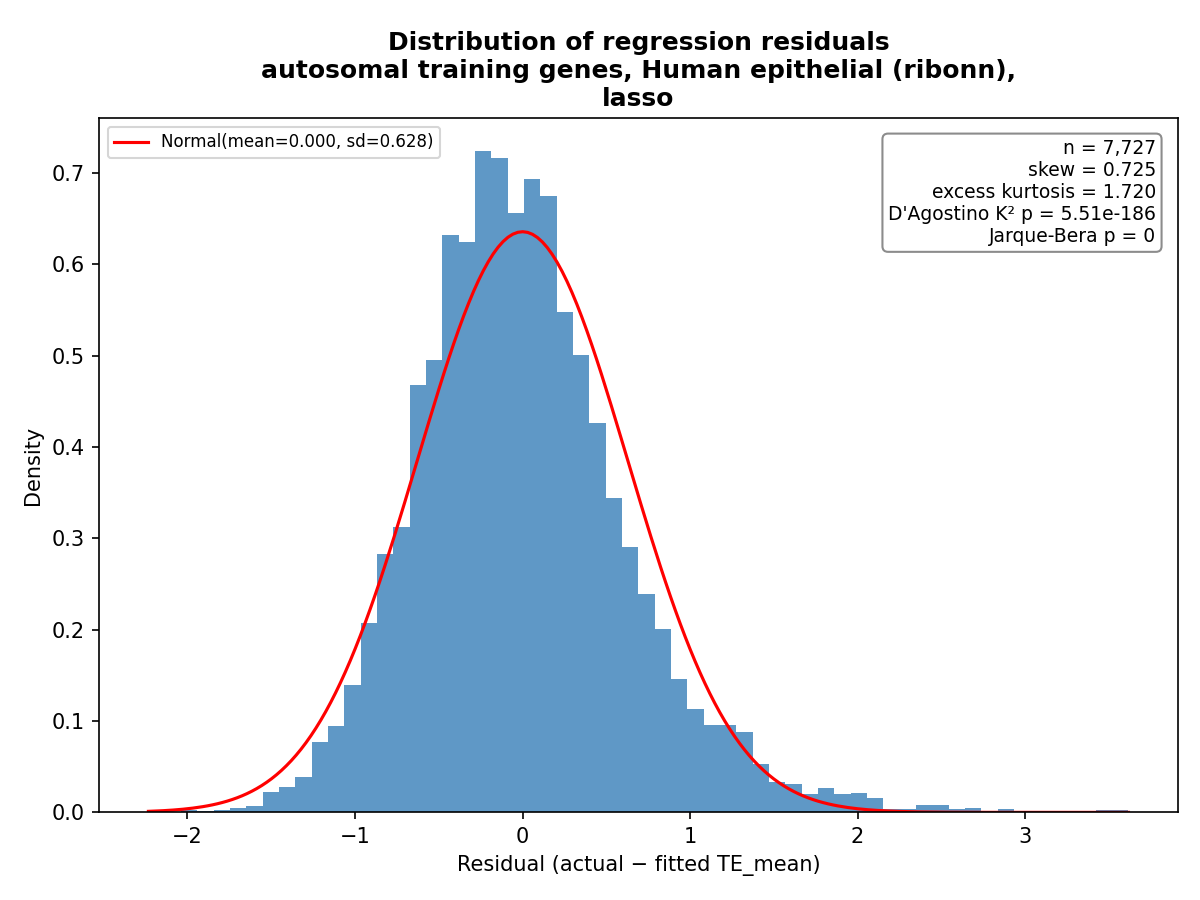 Distribution of regression residuals
autosomal training genes, Human epithelial (ribonn),
lasso
Normal(mean=0.000, sd=0.628)
n = 7,727
skew = 0.725
excess kurtosis = 1.720
D'Agostino K² p = 5.51e-186
Jarque-Bera p = 0
Density
0.7
0.6
0.5
0.4
0.3
0.2
0.1
0.0
−2
−1
0
1
2
3
Residual (actual − fitted TE_mean)